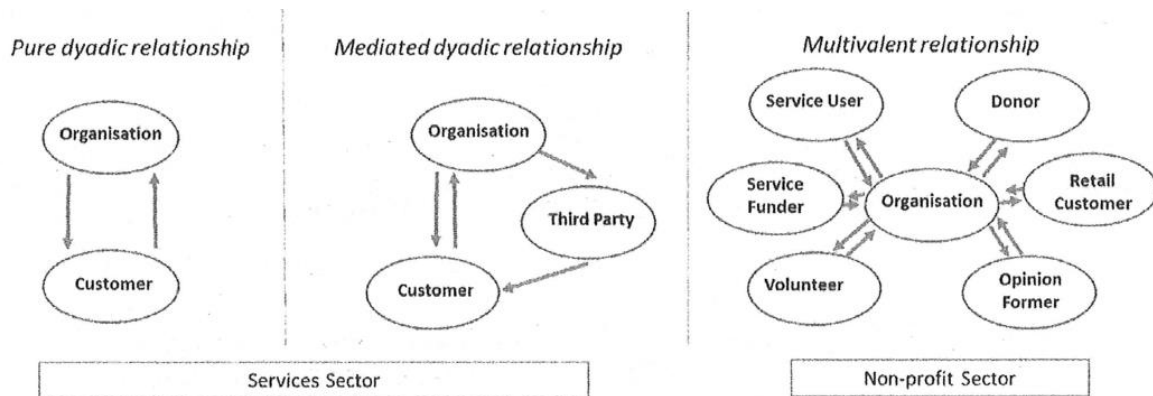 Pure dyadic relationship
Organisation
Customer
Mediated dyadic relationship
Organisation
Third Party
Customer
Services Sector
Multivalent relationship
Service User
Donor
Service
Funder
Organisation
Retail
Customer
Volunteer
Opinion
Former
Non-profit Sector